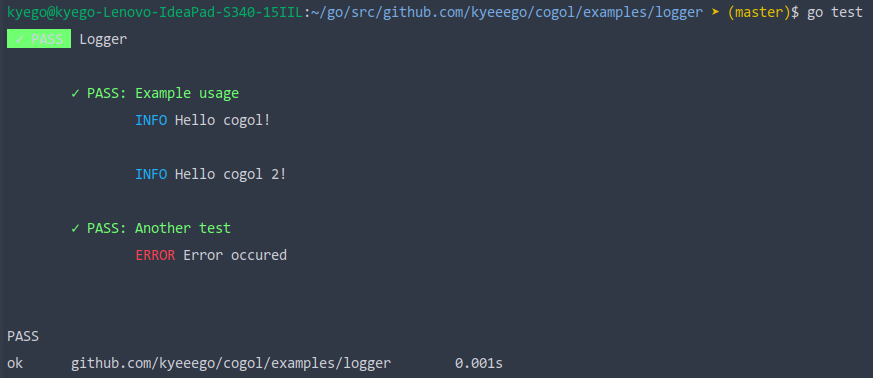 kyego@kyego-Lenovo-IdeaPad-S340-15IIL:~/go/src/github.com/kyeeego/cogol/examples/logger ➤ (master)$ go test
✓ PASS Logger
✓ PASS: Example usage
INFO Hello cogol!
INFO Hello cogol 2!
✓ PASS: Another test
ERROR Error occured
PASS
ok github.com/kyeeego/cogol/examples/logger 0.001s